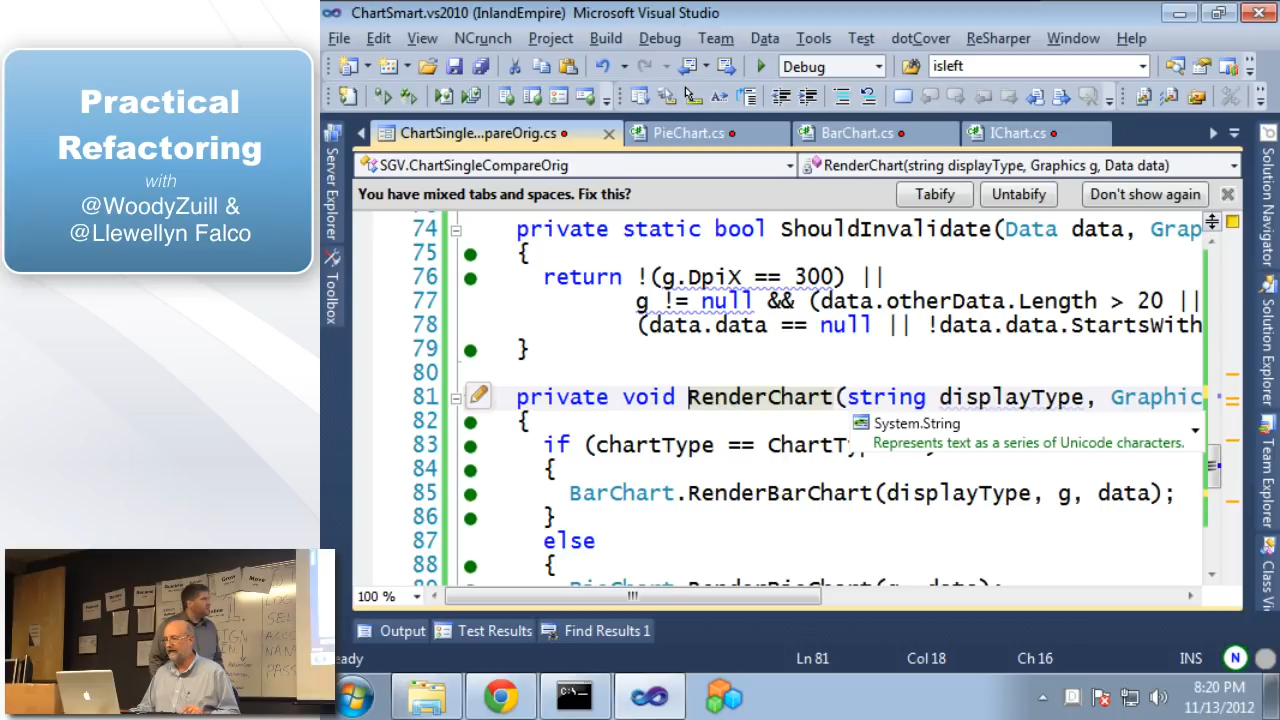 Practical
Refactoring
with
@WoodyZuill &
@Llewellyn Falco
ChartSmart.vs2010 (InlandEmpire) Microsoft Visual Studio
File Edit View NCrunch Project Build Debug Team Data Tools Test dotCover ReSharper Window Help
Debug isleft
ChartSingle...pareOrig.cs PieChart.cs BarChart.cs IChart.cs
SGV.ChartSingleCompareOrig RenderChart(string displayType, Graphics g, Data data)
You have mixed tabs and spaces. Fix this? Tabify Untabify Don't show again
74 private static bool ShouldInvalidate(Data data, Grap
75 {
76 return !(g.DpiX == 300) ||
77 g != null && (data.otherData.Length > 20 ||
78 (data.data == null || !data.data.StartsWith
79 }
80
81 private void RenderChart(string displayType, Graphic
System.String
Represents text as a series of Unicode characters.
82 {
83 if (chartType == ChartTy
84 {
85 BarChart.RenderBarChart(displayType, g, data);
86 }
87 else
88 {
PieChart.RenderPieChart(g, data);
100 %
Output Test Results Find Results 1
eady Ln 81 Col 18 Ch 16 INS N
8:20 PM
11/13/2012
Server Explorer
Toolbox
Solution Navigator
Solution Explorer
Team Explorer
Class View
Grow
Move